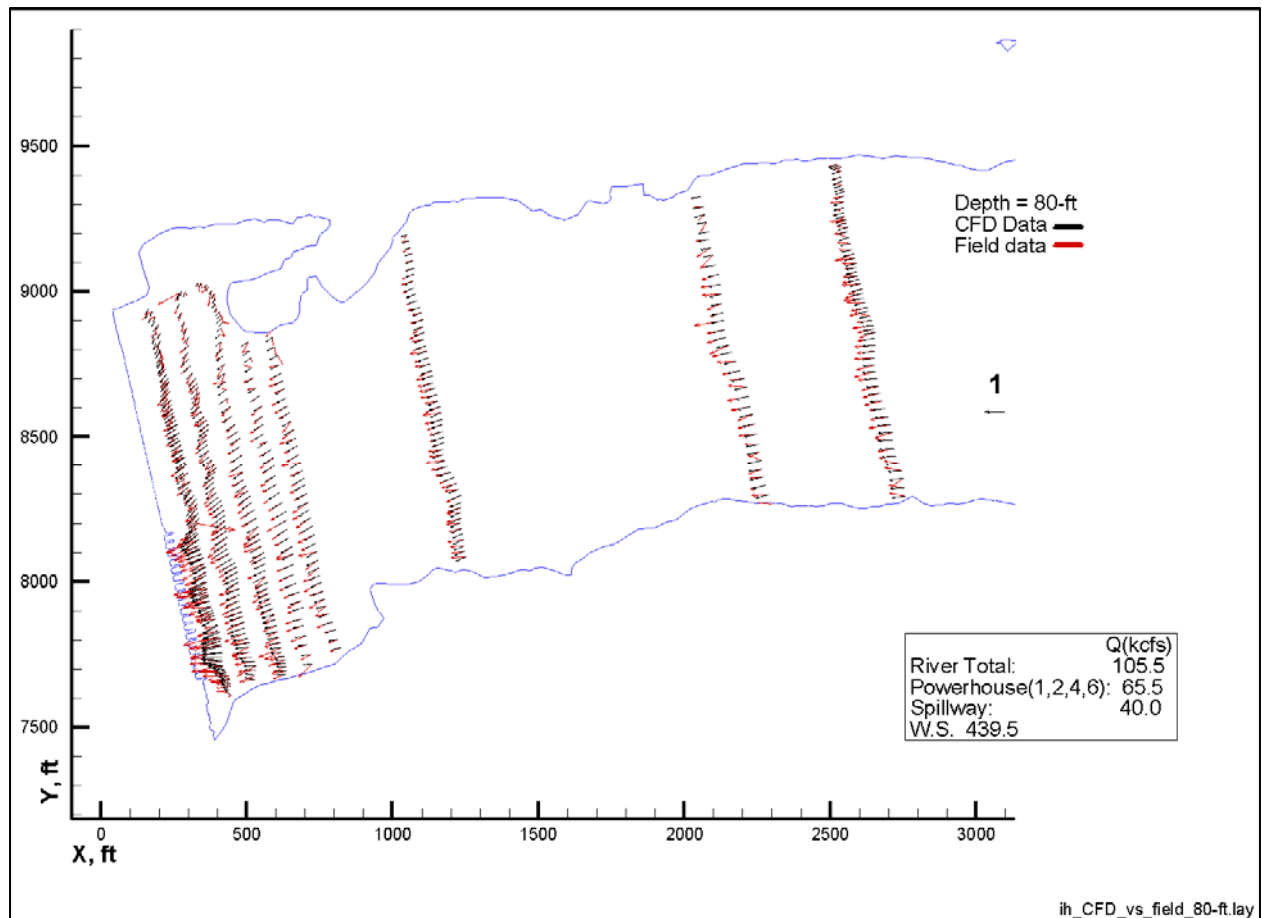 9500
9000
8500
8000
7500
Y, ft
0
500
1000
1500
2000
2500
3000
X, ft
Depth = 80-ft
CFD Data
Field data
1
Q(kcfs)
River Total: 105.5
Powerhouse(1,2,4,6): 65.5
Spillway: 40.0
W.S. 439.5
ih_CFD_vs_field_80-ft.lay